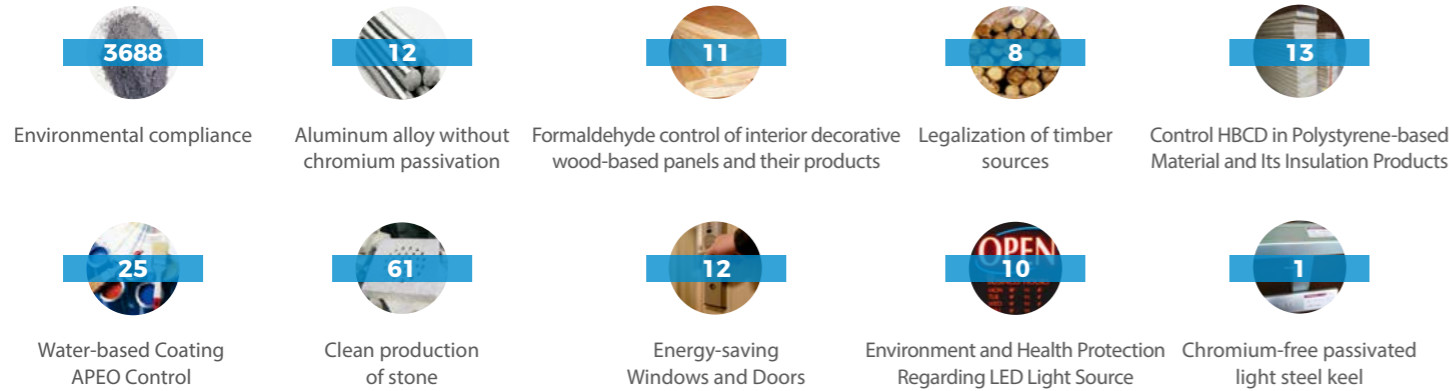 3688
Environmental compliance
12
Aluminum alloy without
chromium passivation
11
Formaldehyde control of interior decorative
wood-based panels and their products
8
Legalization of timber
sources
13
Control HBCD in Polystyrene-based
Material and Its Insulation Products
25
Water-based Coating
APEO Control
61
Clean production
of stone
12
Energy-saving
Windows and Doors
OPEN
10
Environment and Health Protection
Regarding LED Light Source
1
Chromium-free passivated
light steel keel